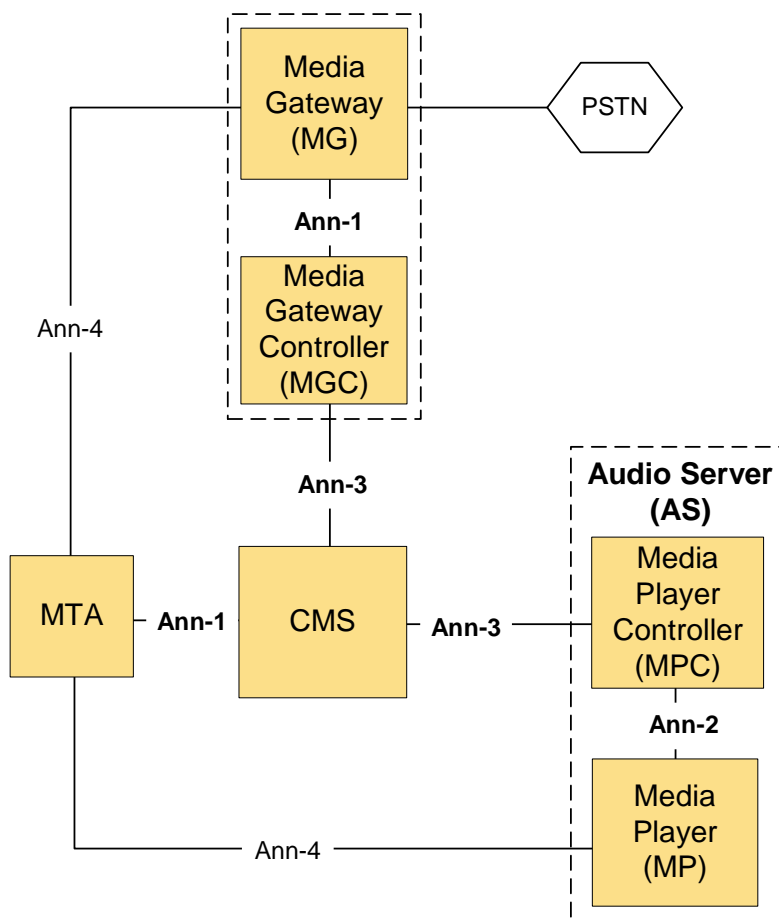 Media
Gateway
(MG)
PSTN
Ann-1
Media
Gateway
Controller
(MGC)
Ann-4
Ann-3
Audio Server
(AS)
MTA
Ann-1
CMS
Ann-3
Media
Player
Controller
(MPC)
Ann-2
Media
Player
(MP)
Ann-4